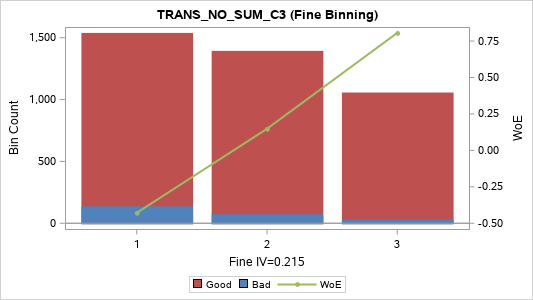 TRANS_NO_SUM_C3 (Fine Binning)
1,500
1,000
500
0
Bin Count
0.75
0.50
0.25
0.00
-0.25
-0.50
WoE
1 2 3
Fine IV=0.215
Good Bad WoE